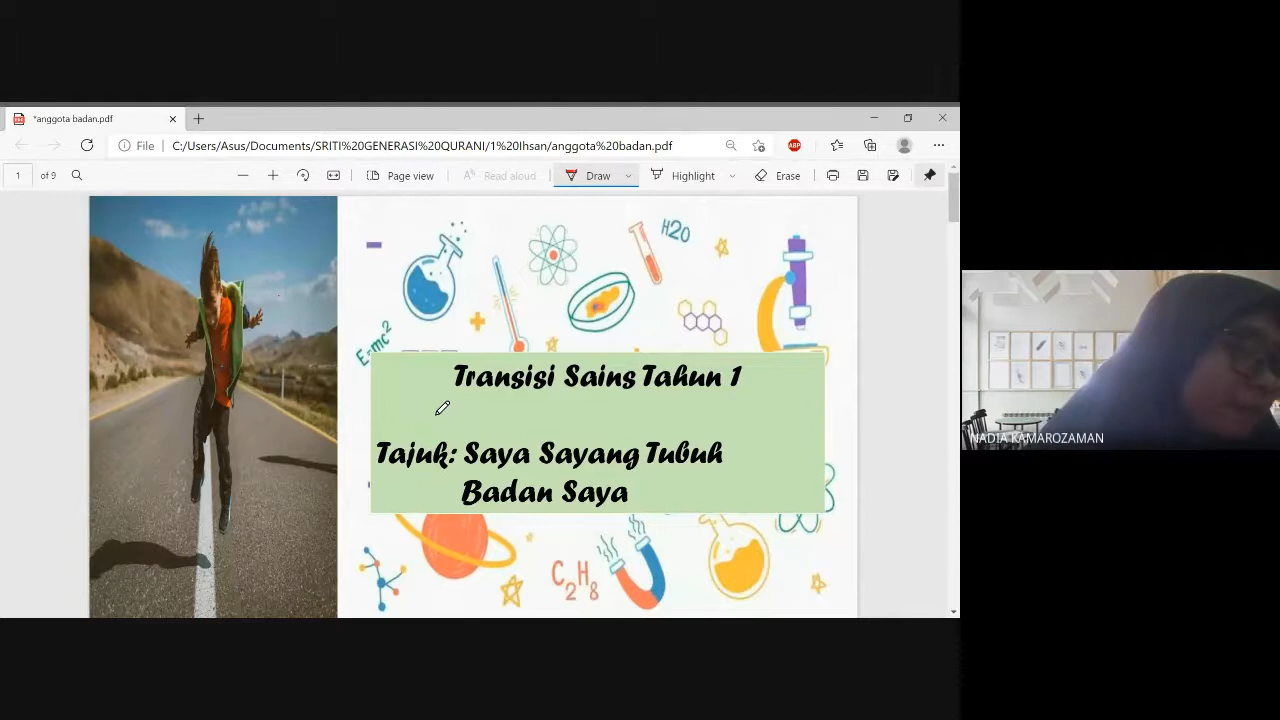 *anggota badan.pdf
File
C:/Users/Asus/Documents/SRITI%20GENERASI%20QURANI/1%20Ihsan/anggota%20badan.pdf
ABP
1 of 9
Page view
Read aloud
Draw
Highlight
Erase
H2O
E=mc²
Transisi Sains Tahun 1
Tajuk: Saya Sayang Tubuh
Badan Saya
C2H8
NADIA KAMAROZAMAN